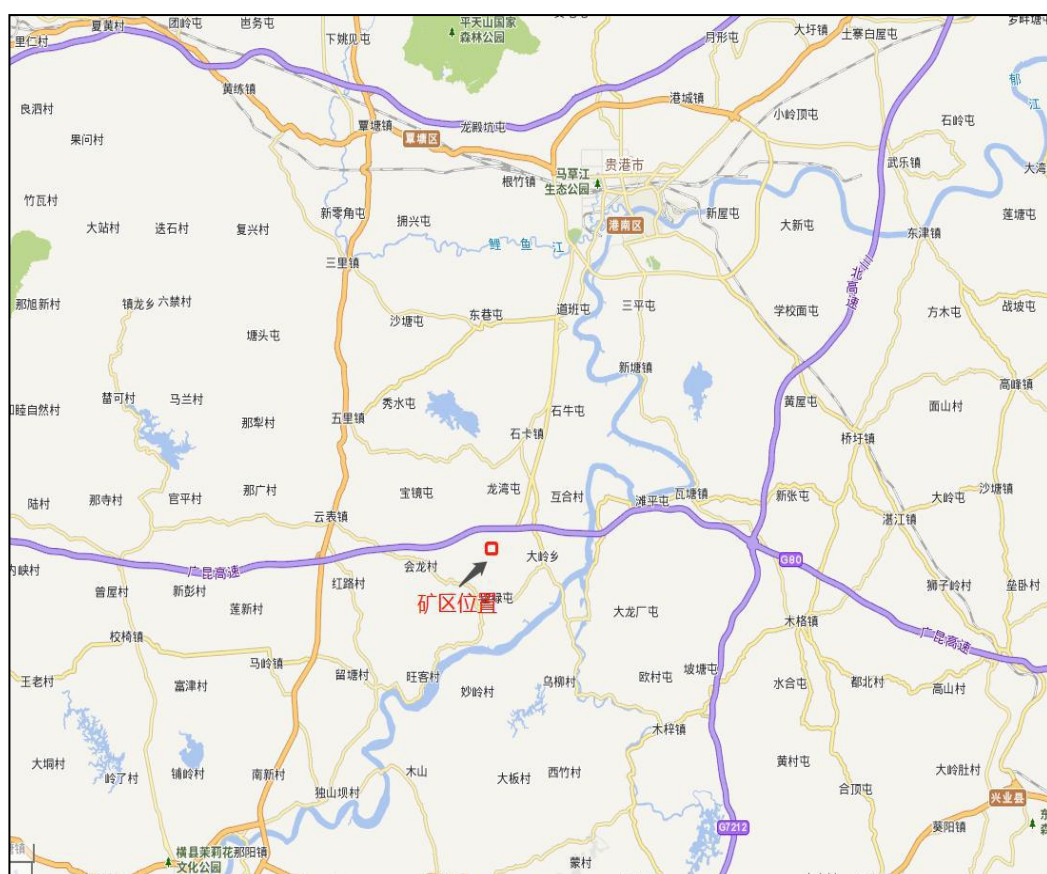 夏黄村
团岭屯
岜务屯
平天山国家
森林公园
月形屯
大圩镇
土寨白屋屯
里仁村
下姚见屯
黄练镇
港城镇
郁江
良泗村
果问村
覃塘镇
覃塘区
龙殿坑屯
小岭顶屯
石岭屯
武乐镇
根竹镇
马草江
生态公园
贵港市
大湾
竹瓦村
大站村
迭石村
复兴村
新零角屯
拥兴屯
鲤鱼江
港南区
新屋屯
大新屯
莲塘屯
东津镇
三里镇
北三高速
那旭新村
镇龙乡
六禁村
塘头屯
沙塘屯
东巷屯
道班屯
三平屯
学校面屯
方木屯
战坡屯
新塘镇
高峰镇
替可村
马兰村
那犁村
五里镇
秀水屯
石牛屯
石卡镇
黄屋屯
面山村
桥圩镇
睦自然村
陆村
那寺村
官平村
那广村
宝镜屯
龙湾屯
互合村
滩平屯
瓦塘镇
新张屯
大岭屯
沙塘镇
湛江镇
云表镇
广昆高速
会龙村
大岭乡
G80
内峡村
曾屋村
新彭村
莲新村
红路村
禄屯
矿区位置
大龙厂屯
狮子岭村
垒卧村
木格镇
广昆高速
校椅镇
马岭镇
王老村
富津村
留塘村
旺客村
妙岭村
乌柳村
欧村屯
坡塘屯
水合屯
都北村
高山村
木梓镇
大垌村
岭了村
铺岭村
南新村
独山坝村
木山
大板村
西竹村
黄村屯
合顶屯
大岭肚村
兴业县
葵阳镇
G7212
横县茉莉花
文化公园
那阳镇
蒙村